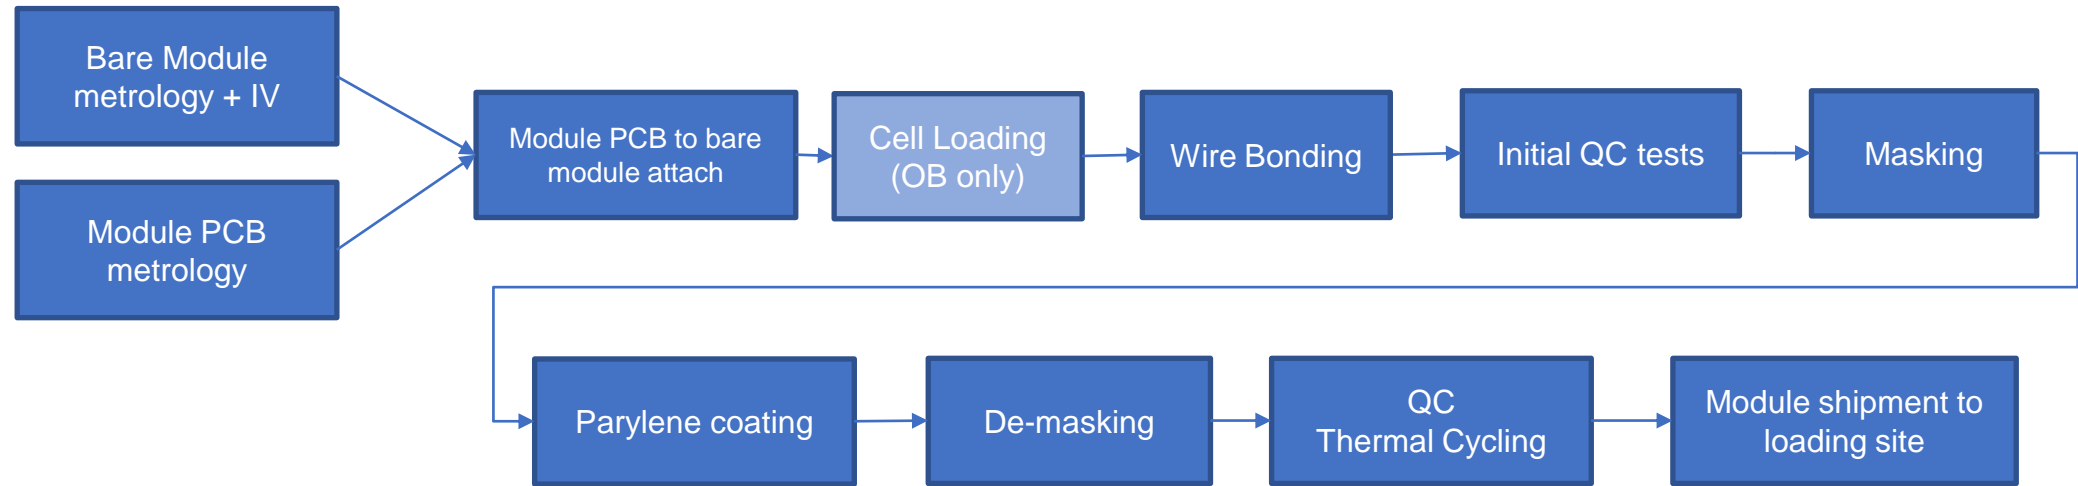 Bare Module
metrology + IV
Module PCB
metrology
Module PCB to bare
module attach
Cell Loading
(OB only)
Wire Bonding
Initial QC tests
Masking
Parylene coating
De-masking
QC
Thermal Cycling
Module shipment to
loading site